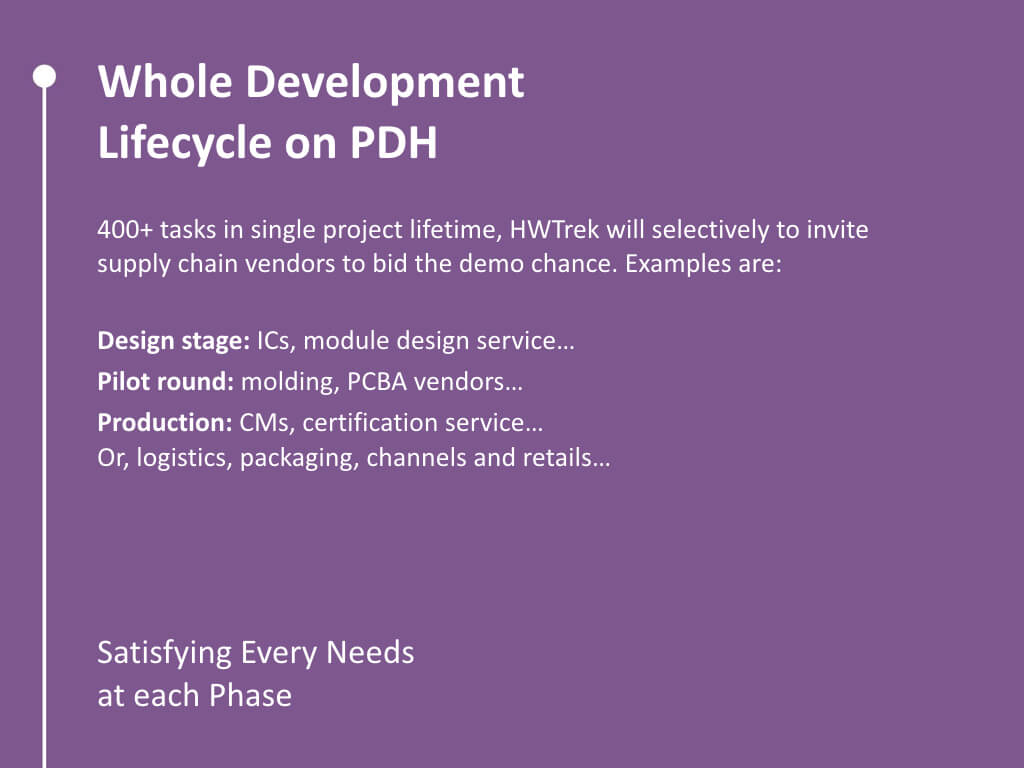 Whole Development
Lifecycle on PDH
400+ tasks in single project lifetime, HWTrek will selectively to invite
supply chain vendors to bid the demo chance. Examples are:
Design stage: ICs, module design service…
Pilot round: molding, PCBA vendors…
Production: CMs, certification service…
Or, logistics, packaging, channels and retails…
Satisfying Every Needs
at each Phase